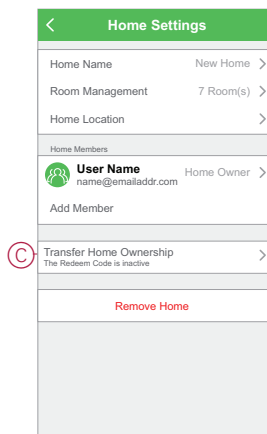 Home Settings
Home Name New Home
Room Management 7 Room(s)
Home Location
Home Members
User Name
name@emailaddr.com
Home Owner
Add Member
C
Transfer Home Ownership
The Redeem Code is inactive
Remove Home